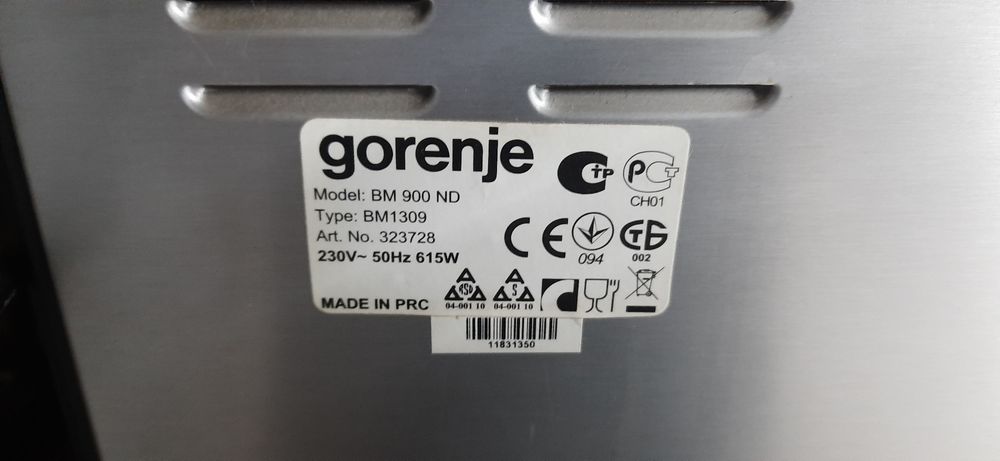 gorenje
Model: BM 900 ND
Type: BM1309
Art. No. 323728
230V~ 50Hz 615W
MADE IN PRC
CH01
094
002
04-001 10
04-001 10
11831350